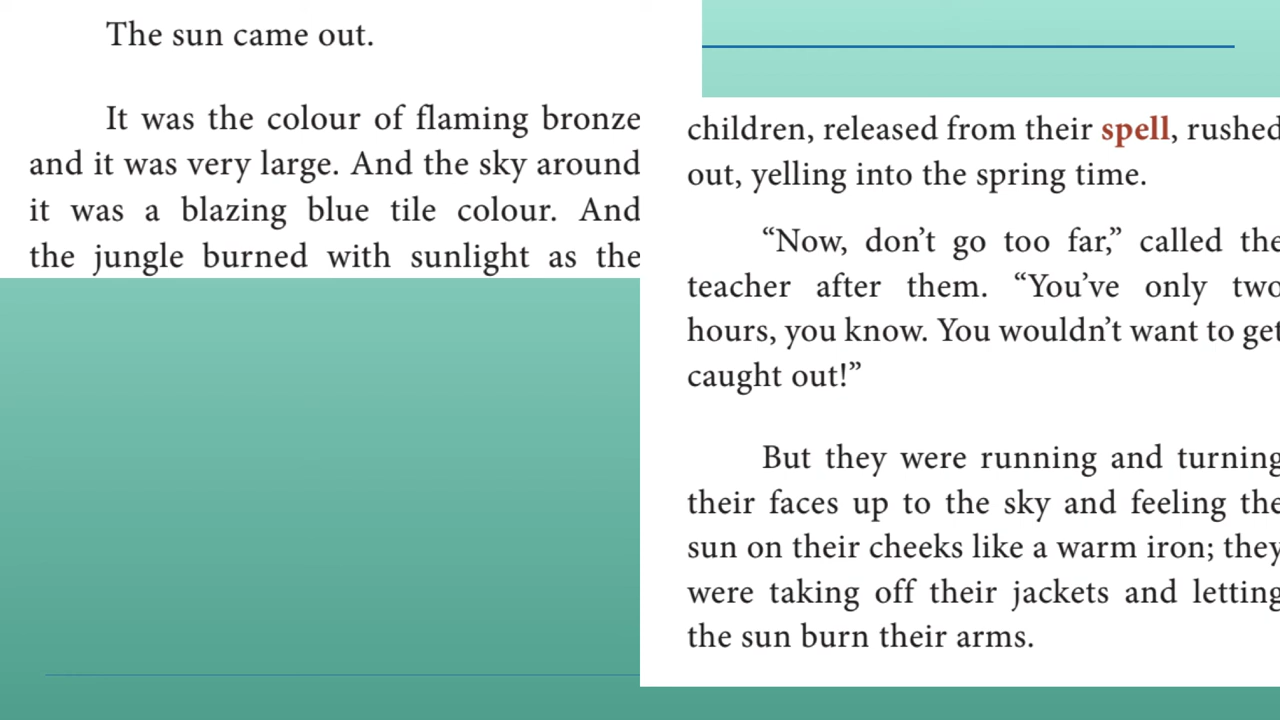 The sun came out.
It was the colour of flaming bronze
and it was very large. And the sky around
it was a blazing blue tile colour. And
the jungle burned with sunlight as the
children, released from their spell, rushed
out, yelling into the spring time.
“Now, don’t go too far,” called the
teacher after them. “You’ve only two
hours, you know. You wouldn’t want to get
caught out!”
But they were running and turning
their faces up to the sky and feeling the
sun on their cheeks like a warm iron; they
were taking off their jackets and letting
the sun burn their arms.